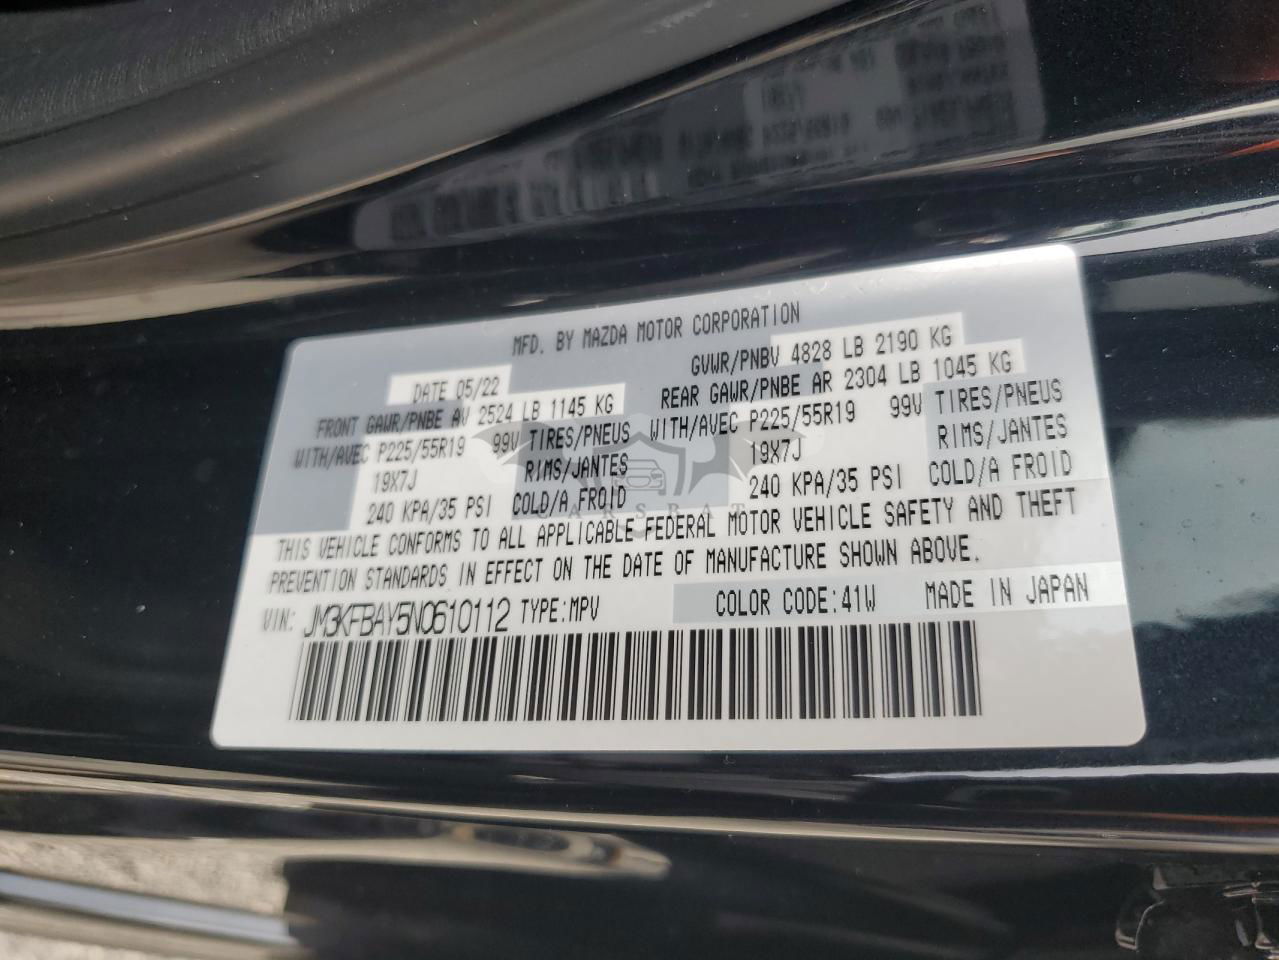 MFD. BY MAZDA MOTOR CORPORATION
DATE 05/22 GVWR/PNBV 4828 LB 2190 KG
FRONT GAWR/PNBE AV 2524 LB 1145 KG REAR GAWR/PNBE AR 2304 LB 1045 KG
WITH/AVEC P225/55R19 99V TIRES/PNEUS WITH/AVEC P225/55R19 99V TIRES/PNEUS
19X7J RIMS/JANTES 19X7J RIMS/JANTES
240 KPA/35 PSI COLD/A FROID 240 KPA/35 PSI COLD/A FROID
THIS VEHICLE CONFORMS TO ALL APPLICABLE FEDERAL MOTOR VEHICLE SAFETY AND THEFT
PREVENTION STANDARDS IN EFFECT ON THE DATE OF MANUFACTURE SHOWN ABOVE.
VIN: JM3KFBAY5N0610112 TYPE:MPV COLOR CODE:41W MADE IN JAPAN